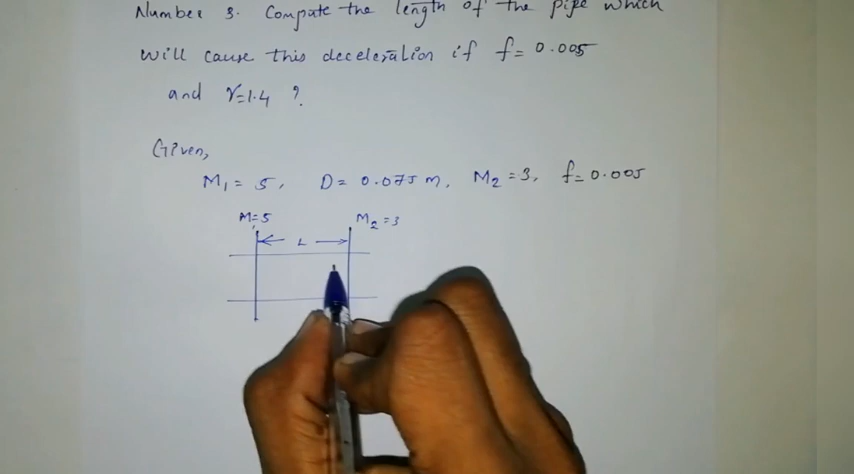 Number 3. Compute the length of the pipe which
will cause this deceleration if f = 0.005
and γ=1.4 ?
Given,
M₁ = 5, D = 0.075 m, M₂ = 3, f = 0.005
M₁=5 M₂ = 3
L